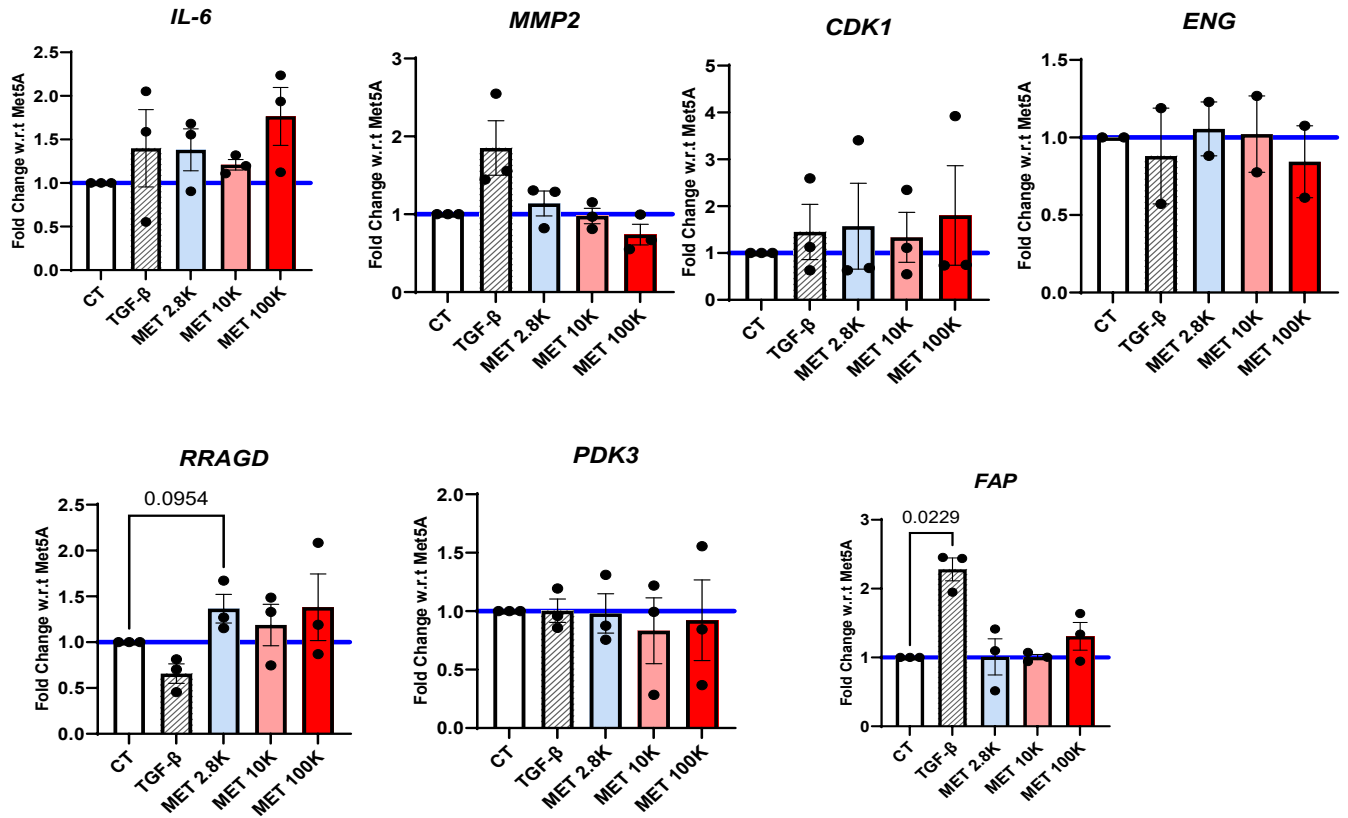 IL-6
Fold Change w.r.t Met5A
2.5
2.0
1.5
1.0
0.5
0.0
CT
TGF-β
MET 2.8K
MET 10K
MET 100K
MMP2
Fold Change w.r.t Met5A
3
2
1
0
CT
TGF-β
MET 2.8K
MET 10K
MET 100K
CDK1
Fold Change w.r.t Met5A
5
4
3
2
1
0
CT
TGF-β
MET 2.8K
MET 10K
MET 100K
ENG
Fold Change w.r.t Met5A
1.5
1.0
0.5
0.0
CT
TGF-β
MET 2.8K
MET 10K
MET 100K
RRAGD
Fold Change w.r.t Met5A
2.5
2.0
1.5
1.0
0.5
0.0
0.0954
CT
TGF-β
MET 2.8K
MET 10K
MET 100K
PDK3
Fold Change w.r.t Met5A
2.0
1.5
1.0
0.5
0.0
CT
TGF-β
MET 2.8K
MET 10K
MET 100K
FAP
Fold Change w.r.t Met5A
3
2
1
0
0.0229
CT
TGF-β
MET 2.8K
MET 10K
MET 100K